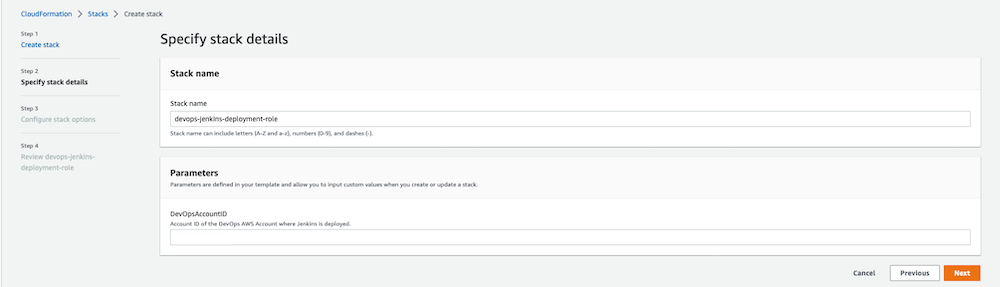 CloudFormation > Stacks > Create stack
Step 1
Create stack
Step 2
Specify stack details
Step 3
Configure stack options
Step 4
Review devops-jenkins-
deployment-role
Specify stack details
Stack name
Stack name
devops-jenkins-deployment-role
Stack name can include letters (A-Z and a-z), numbers (0-9), and dashes (-).
Parameters
Parameters are defined in your template and allow you to input custom values when you create or update a stack.
DevOpsAccountID
Account ID of the DevOps AWS Account where Jenkins is deployed.
Cancel
Previous
Next